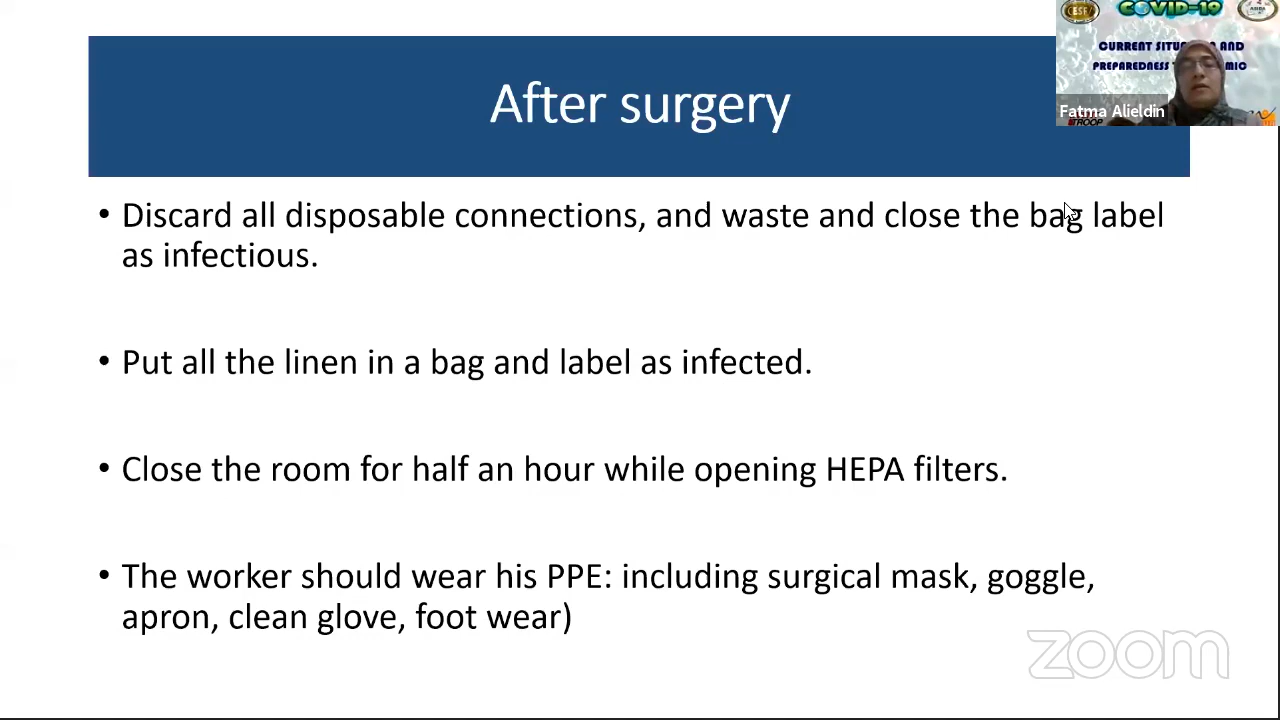 After surgery
• Discard all disposable connections, and waste and close the bag label
as infectious.
• Put all the linen in a bag and label as infected.
• Close the room for half an hour while opening HEPA filters.
• The worker should wear his PPE: including surgical mask, goggle,
apron, clean glove, foot wear)
COVID-19
CURRENT AND
PREPAREDNESS
Fatma Alieldin
zoom